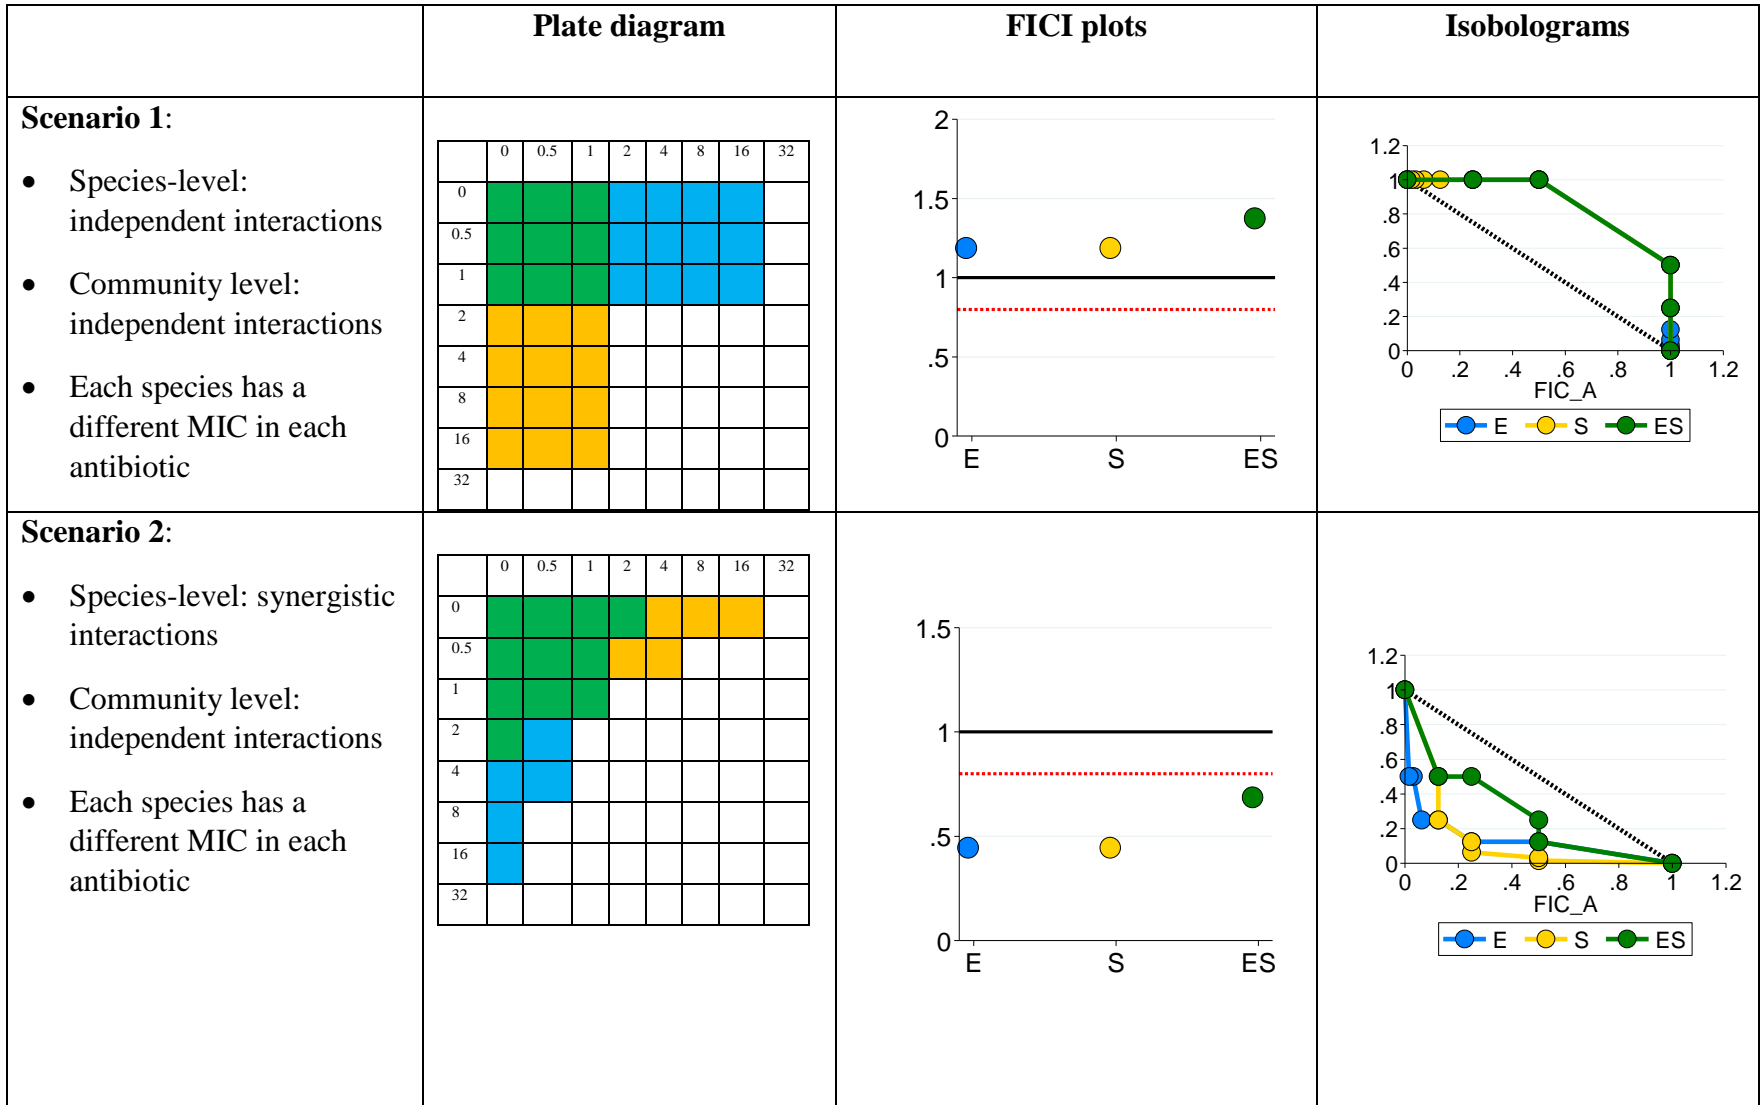 Plate diagram FICI plots Isobolograms
Scenario 1:
• Species-level:
independent interactions
• Community level:
independent interactions
• Each species has a
different MIC in each
antibiotic
0 0.5 1 2 4 8 16 32
0
0.5
1
2
4
8
16
32
2
1.5
1
.5
0
E S ES
1.2
1
.8
.6
.4
.2
0
0 .2 .4 .6 .8 1 1.2
FIC_A
E S ES
Scenario 2:
• Species-level: synergistic
interactions
• Community level:
independent interactions
• Each species has a
different MIC in each
antibiotic
0 0.5 1 2 4 8 16 32
0
0.5
1
2
4
8
16
32
1.5
1
.5
0
E S ES
1.2
1
.8
.6
.4
.2
0
0 .2 .4 .6 .8 1 1.2
FIC_A
E S ES